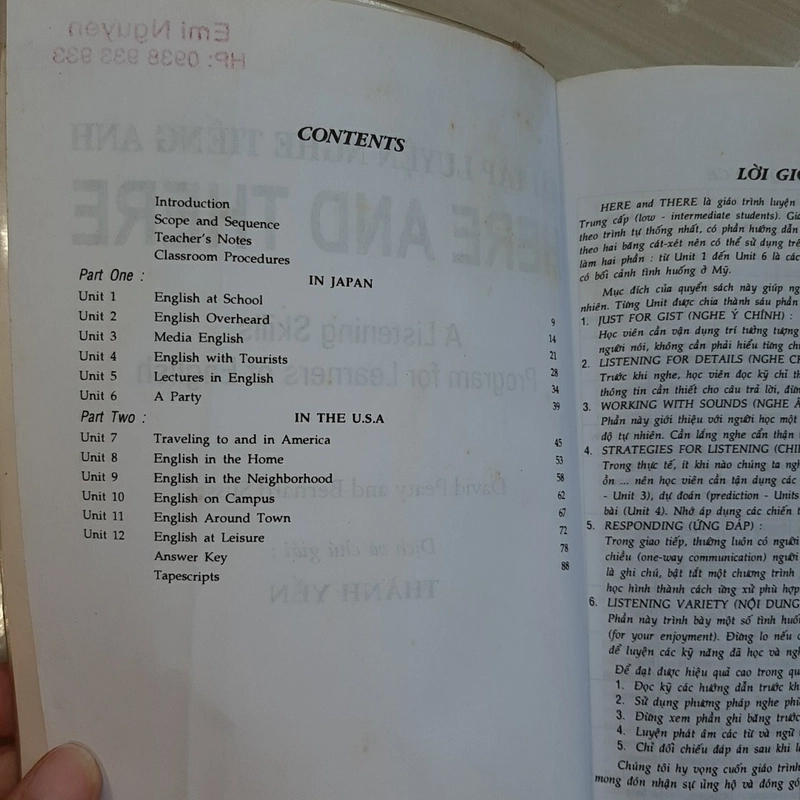 Emi Nguyen
HP: 0938 933 933
CONTENTS
Introduction
Scope and Sequence
Teacher's Notes
Classroom Procedures
Part One : IN JAPAN
Unit 1 English at School
Unit 2 English Overheard 9
Unit 3 Media English 14
Unit 4 English with Tourists 21
Unit 5 Lectures in English 28
Unit 6 A Party 34
Part Two : IN THE U.S.A 39
Unit 7 Traveling to and in America 45
Unit 8 English in the Home 53
Unit 9 English in the Neighborhood 58
Unit 10 English on Campus 62
Unit 11 English Around Town 67
Unit 12 English at Leisure 72
Answer Key 78
Tapescripts 88
LỜI
HERE and THERE là giáo trình luyện
Trung cấp (low - intermediate students).
theo trình tự thống nhất, có phần hướng dẫn
theo hai băng cát-xét nên có thể sử dụng
làm hai phần : từ Unit 1 đến Unit 6 là các
có bối cảnh tình huống ở Mỹ.
Mục đích của quyển sách này giúp
nhiên. Từng Unit được chia thành sáu phần
1. JUST FOR GIST (NGHE Ý CHÍNH) :
Học viên cần vận dụng trí tưởng tượng
người nói, không cần phải hiểu từng
2. LISTENING FOR DETAILS (NGHE
Trước khi nghe, học viên đọc kỹ chỉ
thông tin cần thiết cho câu trả lời,
3. WORKING WITH SOUNDS (NGHE
Phần này giới thiệu với người học một
độ tự nhiên. Cần lắng nghe cẩn thận
4. STRATEGIES FOR LISTENING
Trong thực tế, ít khi nào chúng ta
ồn ... nên học viên cần tận dụng các
- Unit 3), dự đoán (prediction - Units
bài (Unit 4). Nhớ áp dụng các chiến
5. RESPONDING (ỨNG ĐÁP) :
Trong giao tiếp, thường luôn có người
chiều (one-way communication) người
là ghi chú, bật tắt một chương trình
học hình thành cách ứng xử phù hợp
6. LISTENING VARIETY (NỘI DUNG
Phần này trình bày một số tình huống
(for your enjoyment). Đừng lo nếu
để luyện các kỹ năng đã học và
Để đạt được hiệu quả cao trong
1. Đọc kỹ các hướng dẫn trước
2. Sử dụng phương pháp nghe
3. Đừng xem phần ghi băng trước
4. Luyện phát âm các từ và ngữ
5. Chỉ đối chiếu đáp án sau khi
Chúng tôi hy vọng cuốn giáo trình
mong đón nhận sự ủng hộ và đóng